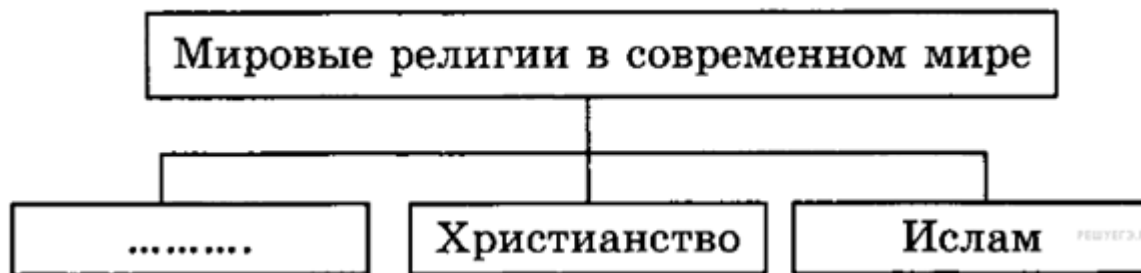 Мировые религии в современном мире
..........
Христианство
Ислам